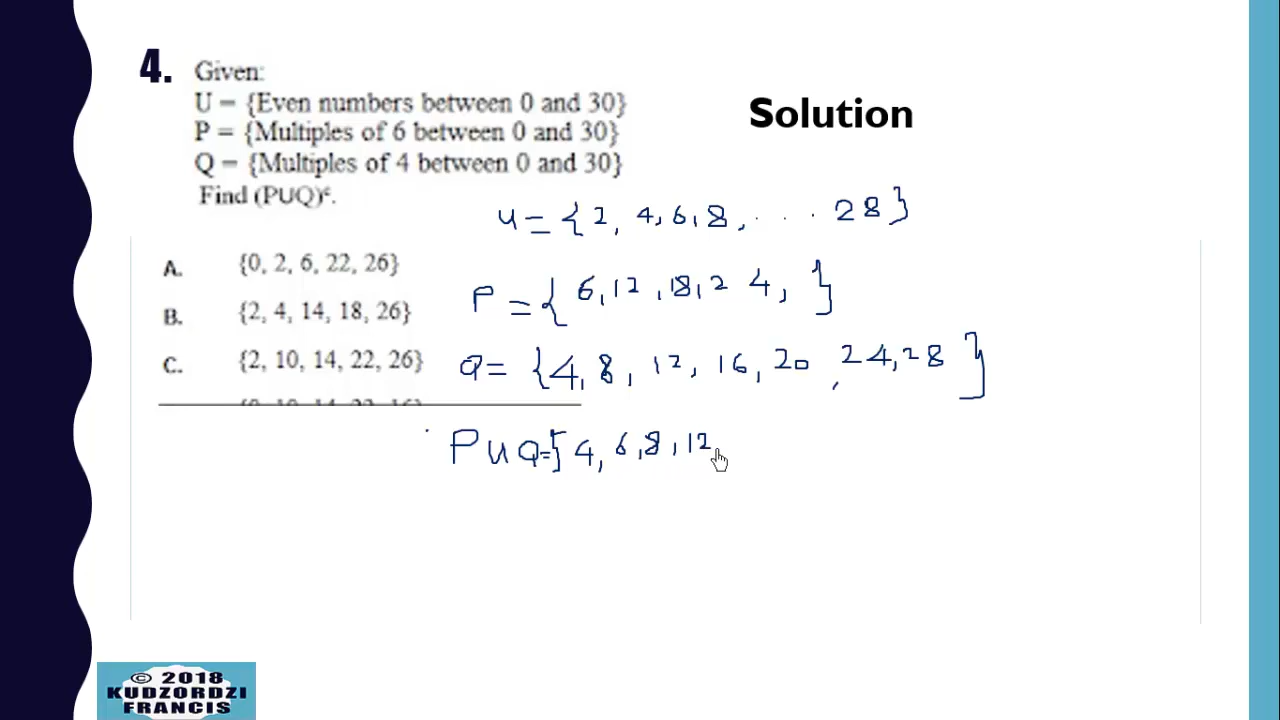 4. Given:
U = {Even numbers between 0 and 30}
P = {Multiples of 6 between 0 and 30}
Q = {Multiples of 4 between 0 and 30}
Find (PUQ)ᶜ.
Solution
A. {0, 2, 6, 22, 26}
B. {2, 4, 14, 18, 26}
C. {2, 10, 14, 22, 26}
U = {2, 4, 6, 8, . . . 28}
P = {6, 12, 18, 24, }
Q = {4, 8, 12, 16, 20, 24, 28}
P U Q = { 4, 6, 8, 12,
© 2018
KUDZORDZI
FRANCIS